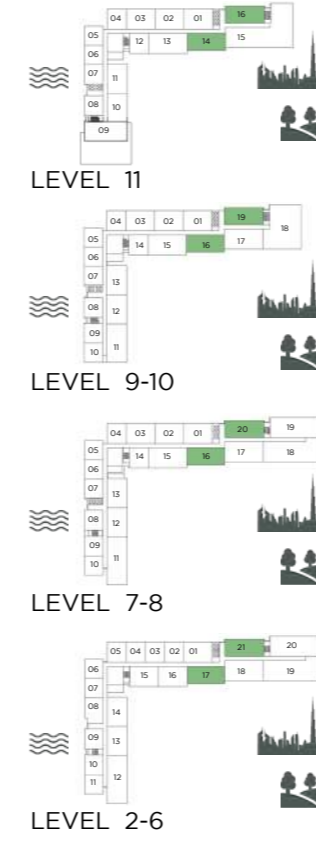 04 03 02 01 16
05 12 13 14 15
06
07 11
08 10
09
LEVEL 11
04 03 02 01 19 18
05 14 15 16 17
06
07 13
08 12
09
10 11
LEVEL 9-10
04 03 02 01 20 19
05 14 15 16 17 18
06
07 13
08 12
09
10 11
LEVEL 7-8
05 04 03 02 01 21 20
06 15 16 17 18 19
07
08 14
09 13
10
11 12
LEVEL 2-6